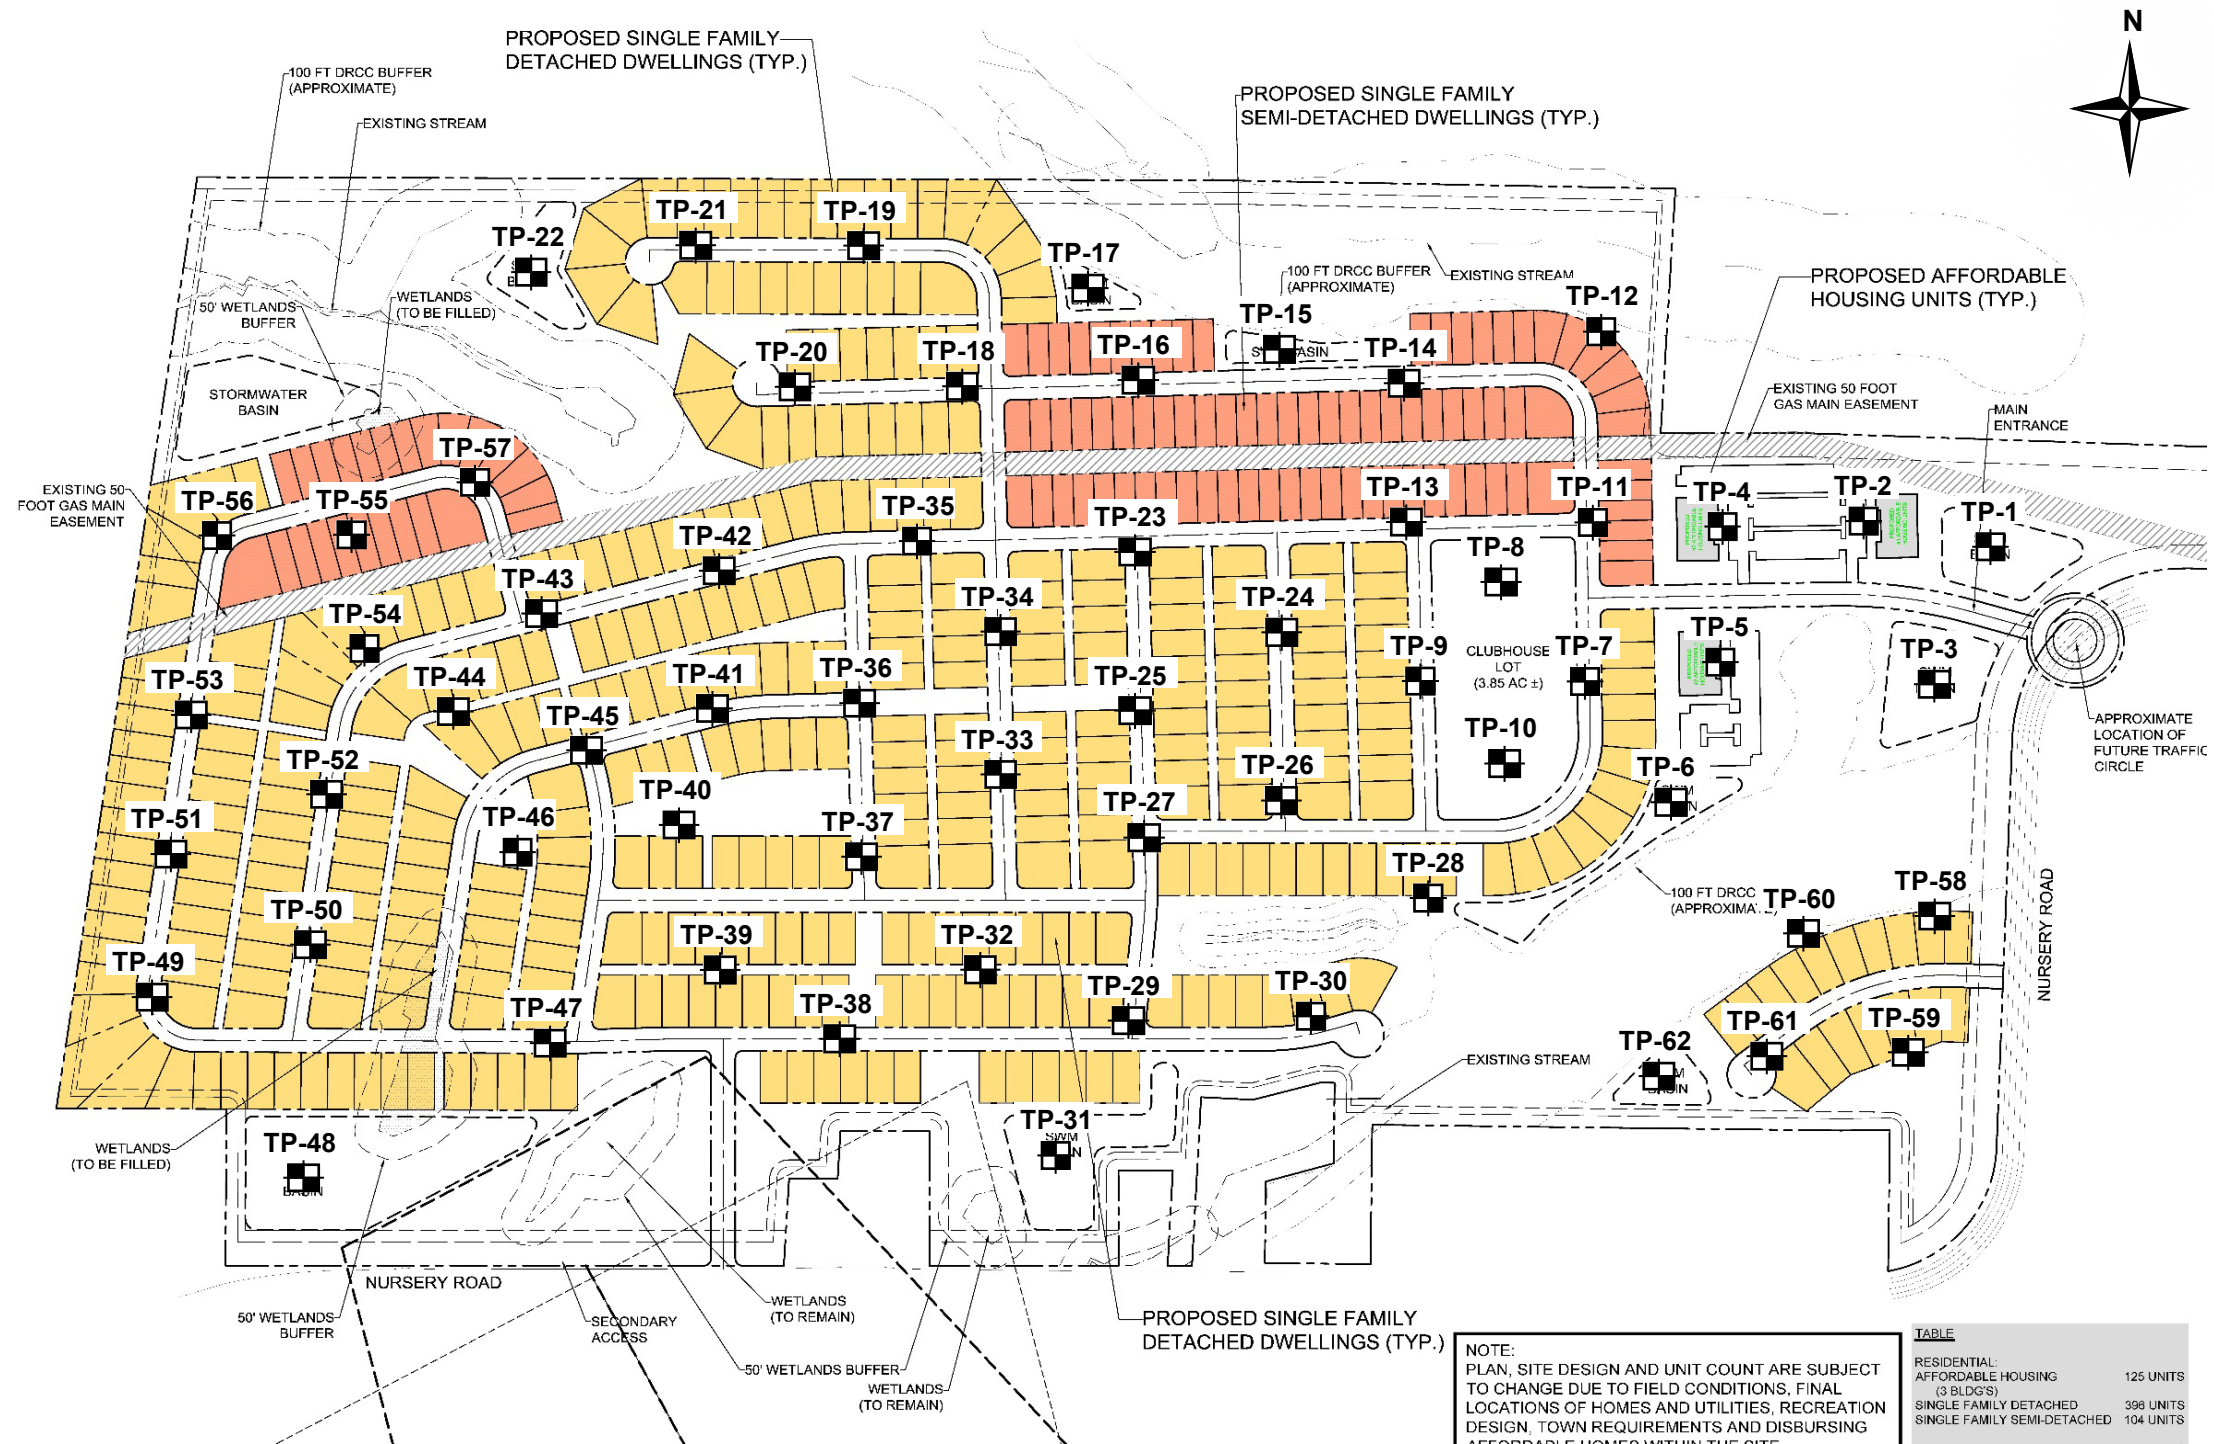 N
PROPOSED SINGLE FAMILY
DETACHED DWELLINGS (TYP.)
100 FT DRCC BUFFER
(APPROXIMATE)
EXISTING STREAM
PROPOSED SINGLE FAMILY
SEMI-DETACHED DWELLINGS (TYP.)
TP-21
TP-19
TP-22
TP-17
100 FT DRCC BUFFER
(APPROXIMATE)
EXISTING STREAM
PROPOSED AFFORDABLE
HOUSING UNITS (TYP.)
50' WETLANDS
BUFFER
WETLANDS
(TO BE FILLED)
TP-12
TP-15
TP-20
TP-18
TP-16
TP-14
STORMWATER
BASIN
EXISTING 50 FOOT
GAS MAIN EASEMENT
MAIN
ENTRANCE
TP-57
EXISTING 50
FOOT GAS MAIN
EASEMENT
TP-56
TP-55
TP-35
TP-23
TP-13
TP-11
TP-4
TP-2
TP-1
TP-42
TP-8
TP-43
TP-54
TP-34
TP-24
TP-9
CLUBHOUSE
LOT
(3.85 AC ±)
TP-7
TP-5
TP-3
TP-53
TP-44
TP-41
TP-36
TP-25
TP-45
TP-33
TP-10
APPROXIMATE
LOCATION OF
FUTURE TRAFFIC
CIRCLE
TP-52
TP-40
TP-26
TP-6
SWM
TP-51
TP-46
TP-37
TP-27
TP-28
100 FT DRCC
TP-60
TP-58
TP-50
TP-39
TP-32
NURSERY ROAD
TP-49
TP-47
TP-38
TP-29
TP-30
TP-61
TP-59
TP-62
BASIN
EXISTING STREAM
TP-48
BASIN
TP-31
SWM
WETLANDS
(TO BE FILLED)
NURSERY ROAD
50' WETLANDS
BUFFER
SECONDARY
ACCESS
WETLANDS
(TO REMAIN)
50' WETLANDS BUFFER
WETLANDS
(TO REMAIN)
PROPOSED SINGLE FAMILY
DETACHED DWELLINGS (TYP.)
NOTE:
PLAN, SITE DESIGN AND UNIT COUNT ARE SUBJECT
TO CHANGE DUE TO FIELD CONDITIONS, FINAL
LOCATIONS OF HOMES AND UTILITIES, RECREATION
DESIGN, TOWN REQUIREMENTS AND DISBURSING
AFFORDABLE HOMES WITHIN THE SITE
TABLE
RESIDENTIAL:
AFFORDABLE HOUSING 125 UNITS
(3 BLDG'S)
SINGLE FAMILY DETACHED 396 UNITS
SINGLE FAMILY SEMI-DETACHED 104 UNITS